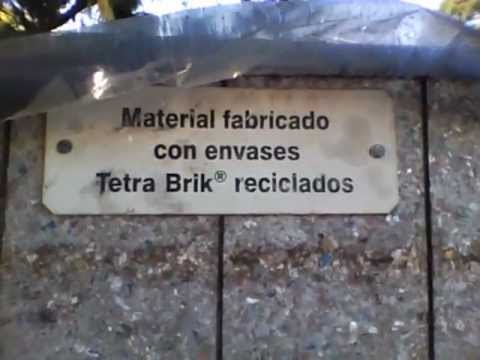 Material fabricado
con envases
Tetra Brik® reciclados